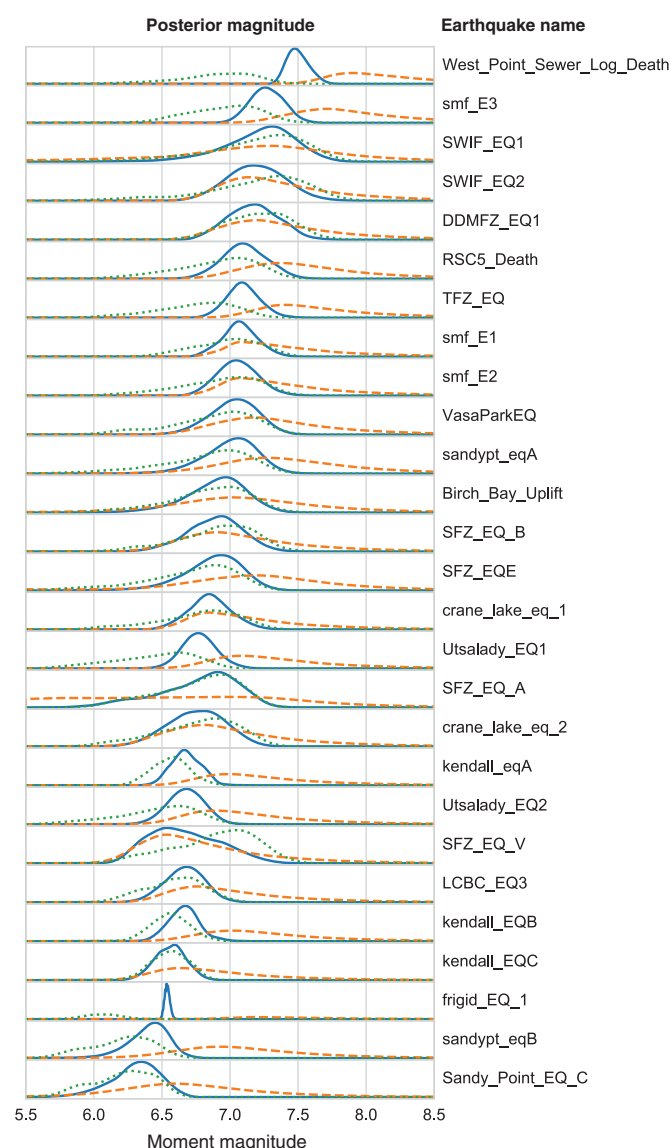 Posterior magnitude Earthquake name
West_Point_Sewer_Log_Death
smf_E3
SWIF_EQ1
SWIF_EQ2
DDMFZ_EQ1
RSC5_Death
TFZ_EQ
smf_E1
smf_E2
VasaParkEQ
sandypt_eqA
Birch_Bay_Uplift
SFZ_EQ_B
SFZ_EQE
crane_lake_eq_1
Utsalady_EQ1
SFZ_EQ_A
crane_lake_eq_2
kendall_eqA
Utsalady_EQ2
SFZ_EQ_V
LCBC_EQ3
kendall_EQB
kendall_EQC
frigid_EQ_1
sandypt_eqB
Sandy_Point_EQ_C
5.5 6.0 6.5 7.0 7.5 8.0 8.5
Moment magnitude